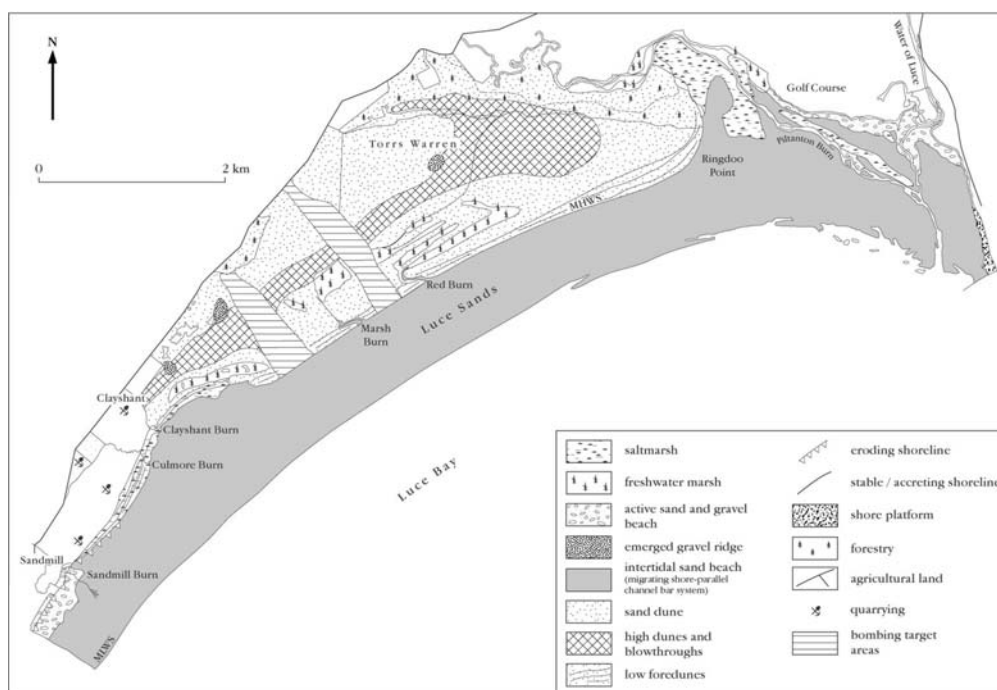 N
0
2 km
Torrs Warren
Golf Course
Water of Luce
Piltanton Burn
Ringdoo
Point
MHWS
Red Burn
Luce Sands
Marsh
Burn
Clayshant
Clayshant Burn
Culmore Burn
Luce Bay
Sandmill
Sandmill Burn
MLWS
saltmarsh
freshwater marsh
active sand and gravel
beach
emerged gravel ridge
intertidal sand beach
(migrating shore-parallel
channel bar system)
sand dune
high dunes and
blowthroughs
low foredunes
eroding shoreline
stable / accreting shoreline
shore platform
forestry
agricultural land
quarrying
bombing target
areas